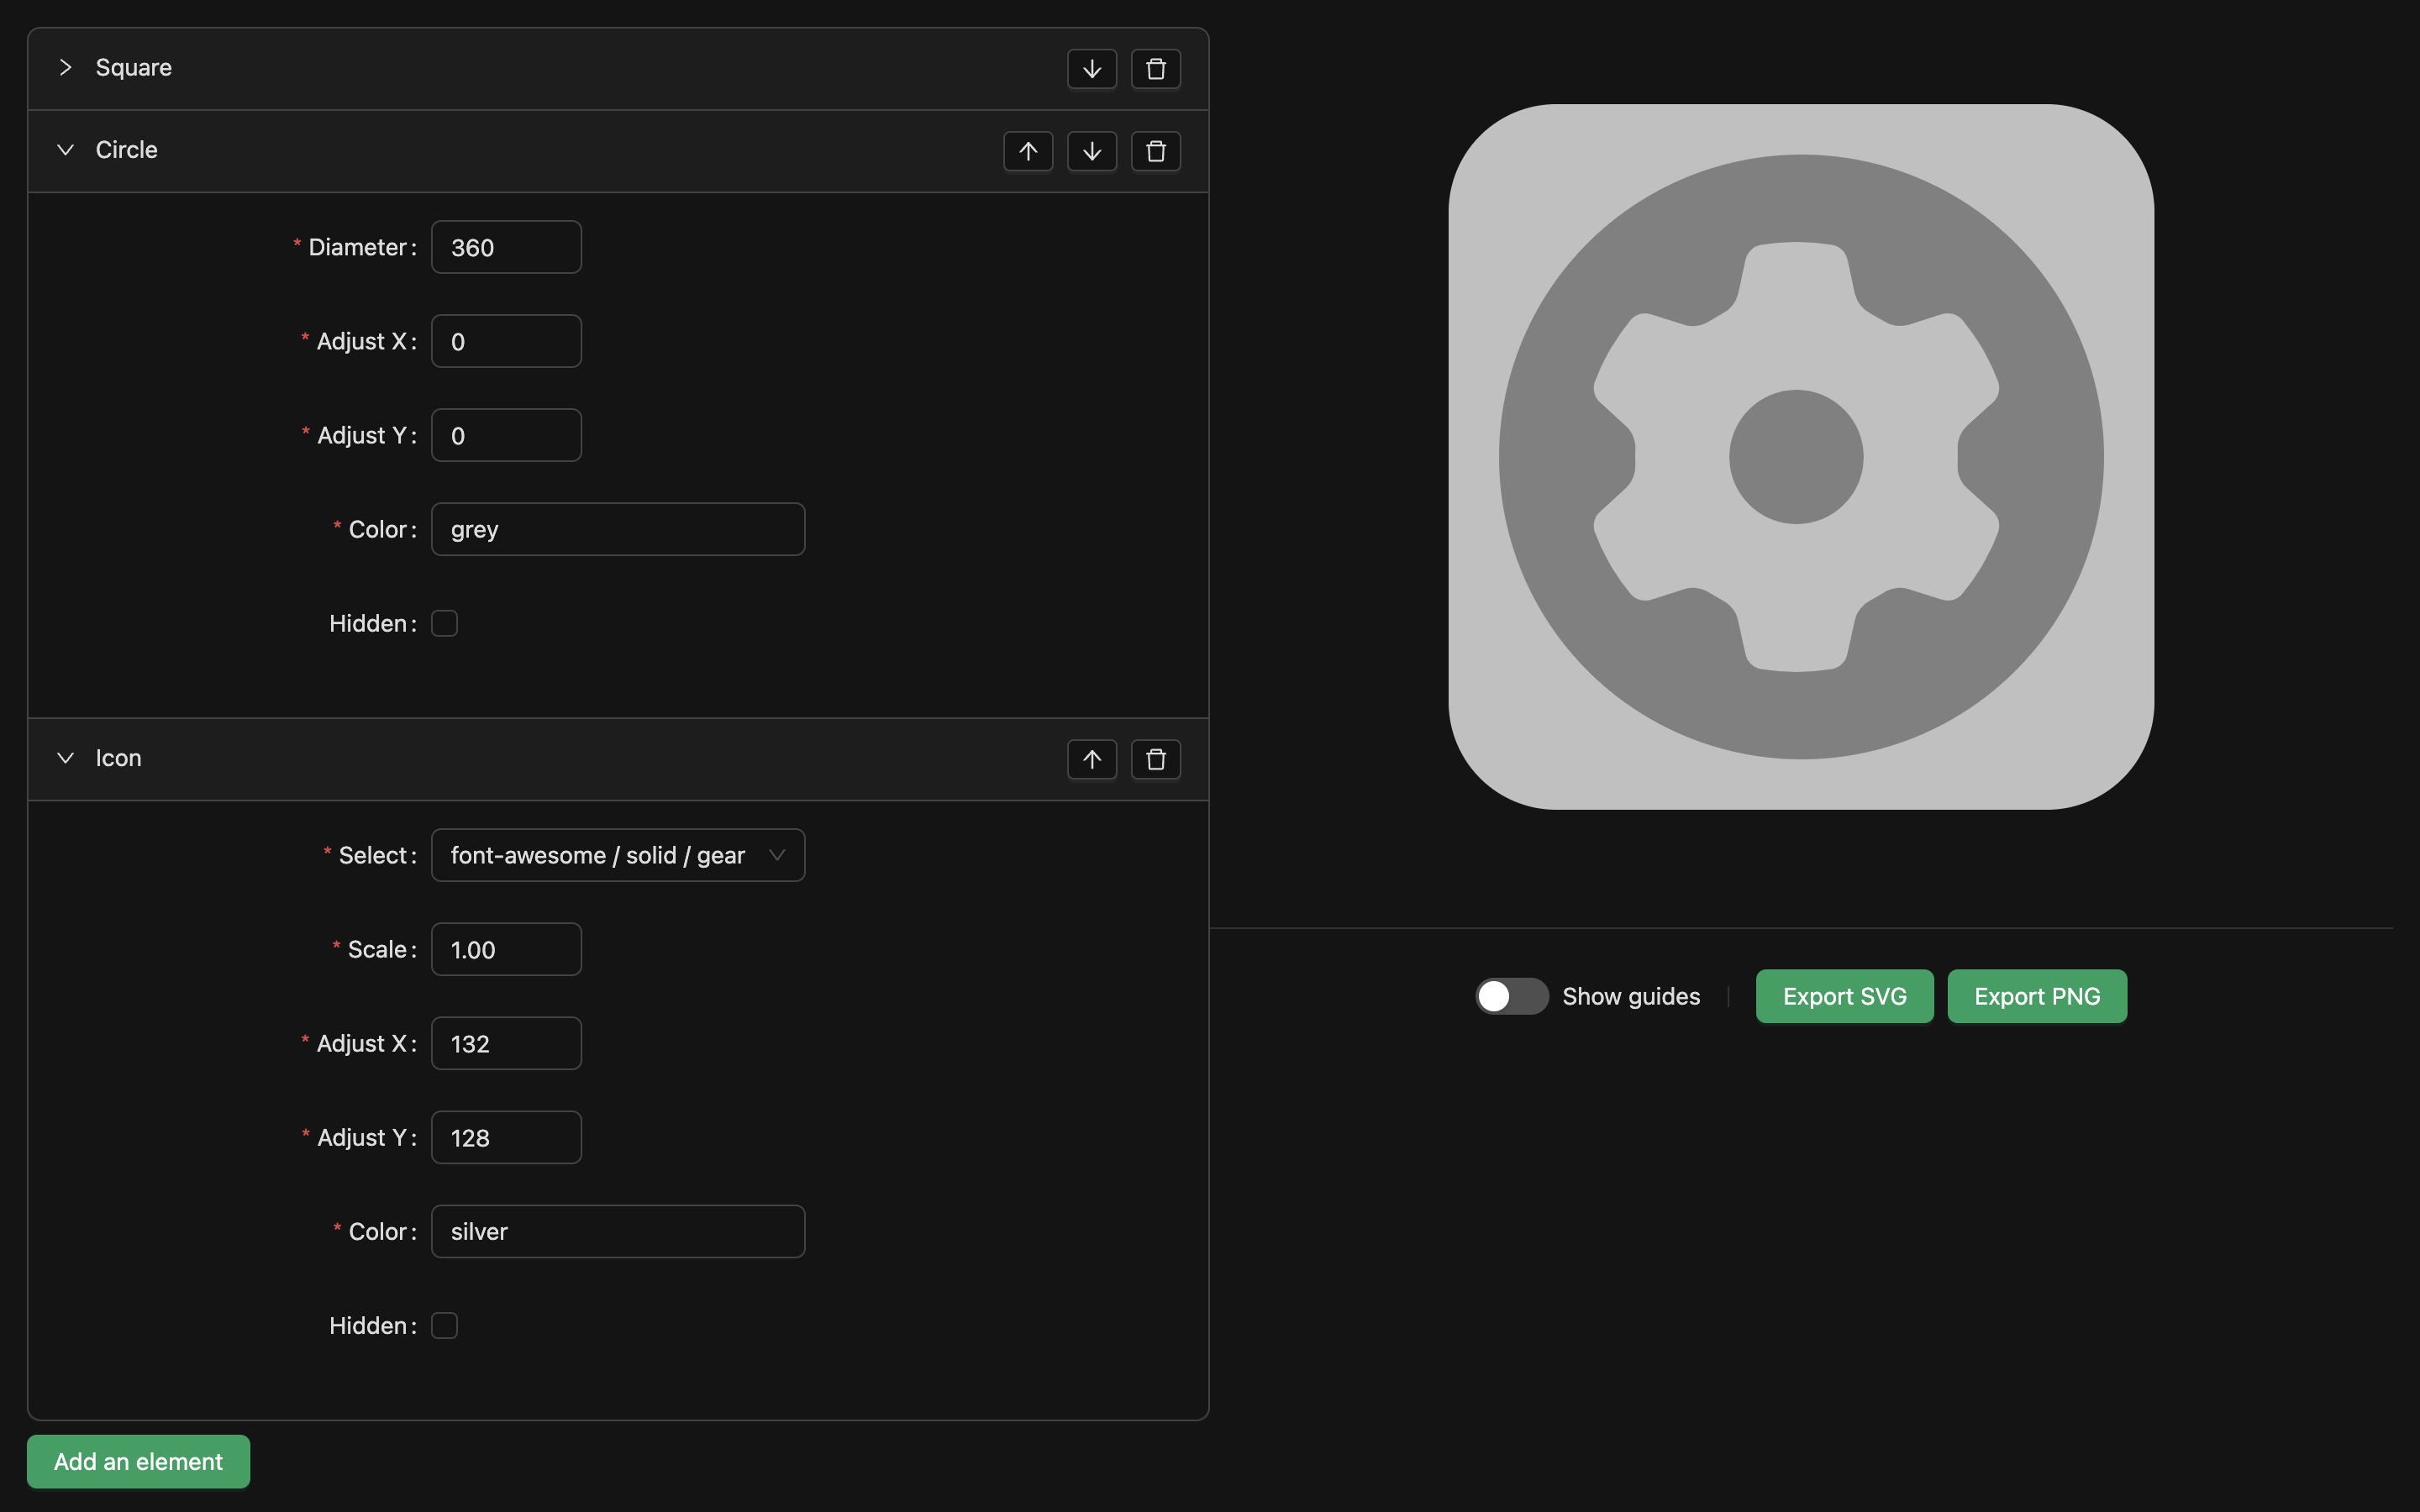 Square
Circle
* Diameter: 360
* Adjust X: 0
* Adjust Y: 0
* Color: grey
Hidden:
Icon
* Select: font-awesome / solid / gear
* Scale: 1.00
* Adjust X: 132
* Adjust Y: 128
* Color: silver
Hidden:
Add an element
Show guides
Export SVG
Export PNG